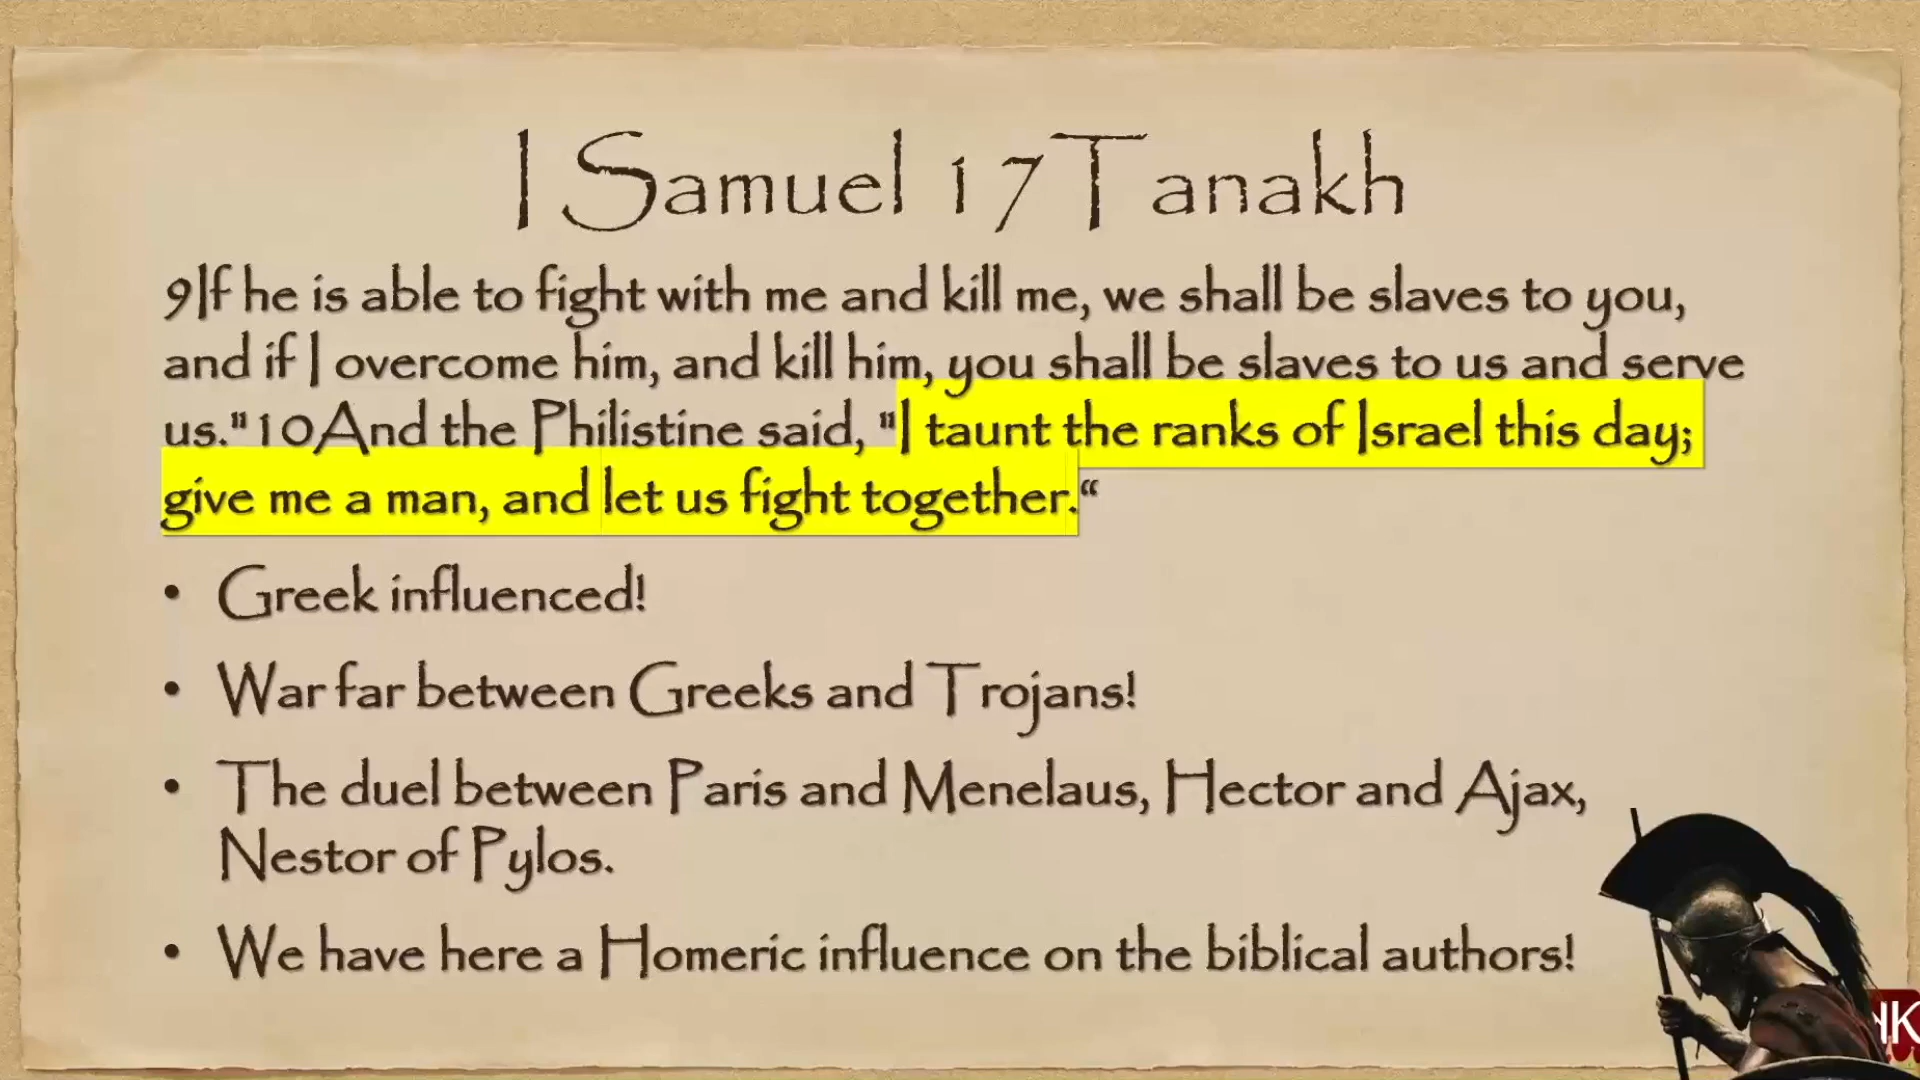 I Samuel 17 Tanakh
9If he is able to fight with me and kill me, we shall be slaves to you,
and if I overcome him, and kill him, you shall be slaves to us and serve
us."10And the Philistine said, "I taunt the ranks of Israel this day;
give me a man, and let us fight together.“
• Greek influenced!
• War far between Greeks and Trojans!
• The duel between Paris and Menelaus, Hector and Ajax,
Nestor of Pylos.
• We have here a Homeric influence on the biblical authors!